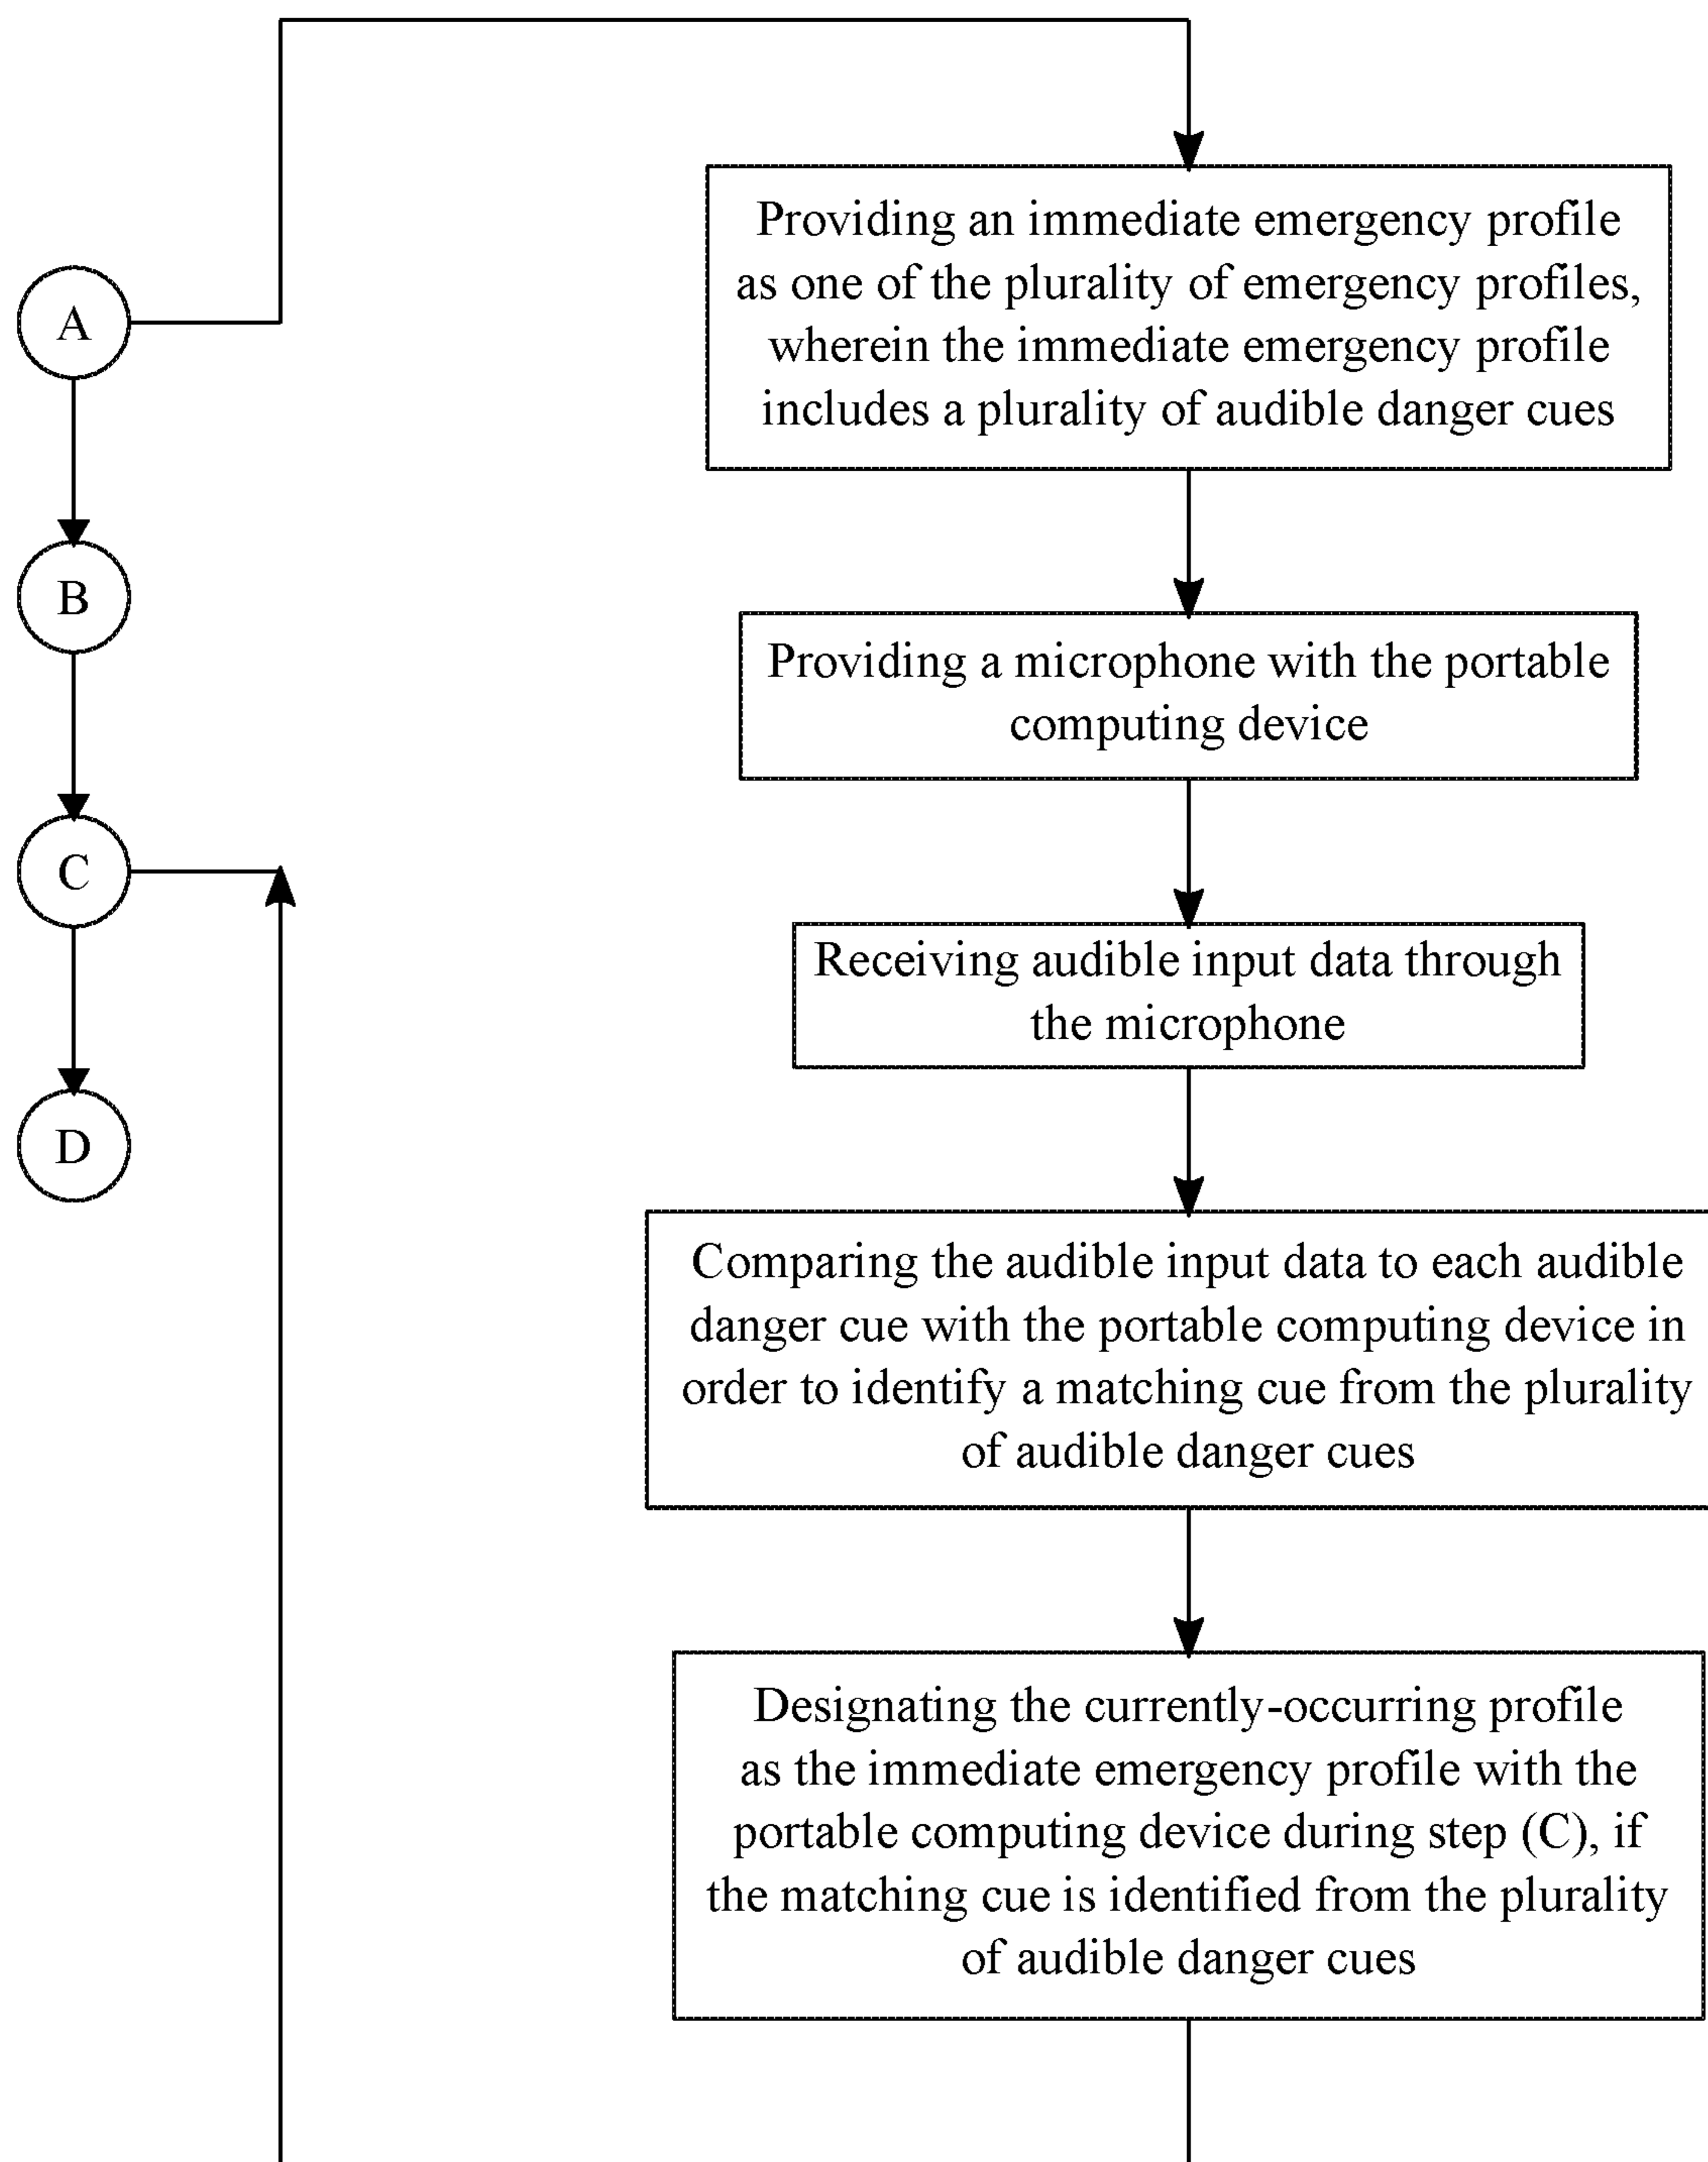 A
B
C
D
Providing an immediate emergency profile
as one of the plurality of emergency profiles,
wherein the immediate emergency profile
includes a plurality of audible danger cues
Providing a microphone with the portable
computing device
Receiving audible input data through
the microphone
Comparing the audible input data to each audible
danger cue with the portable computing device in
order to identify a matching cue from the plurality
of audible danger cues
Designating the currently-occurring profile
as the immediate emergency profile with the
portable computing device during step (C), if
the matching cue is identified from the plurality
of audible danger cues